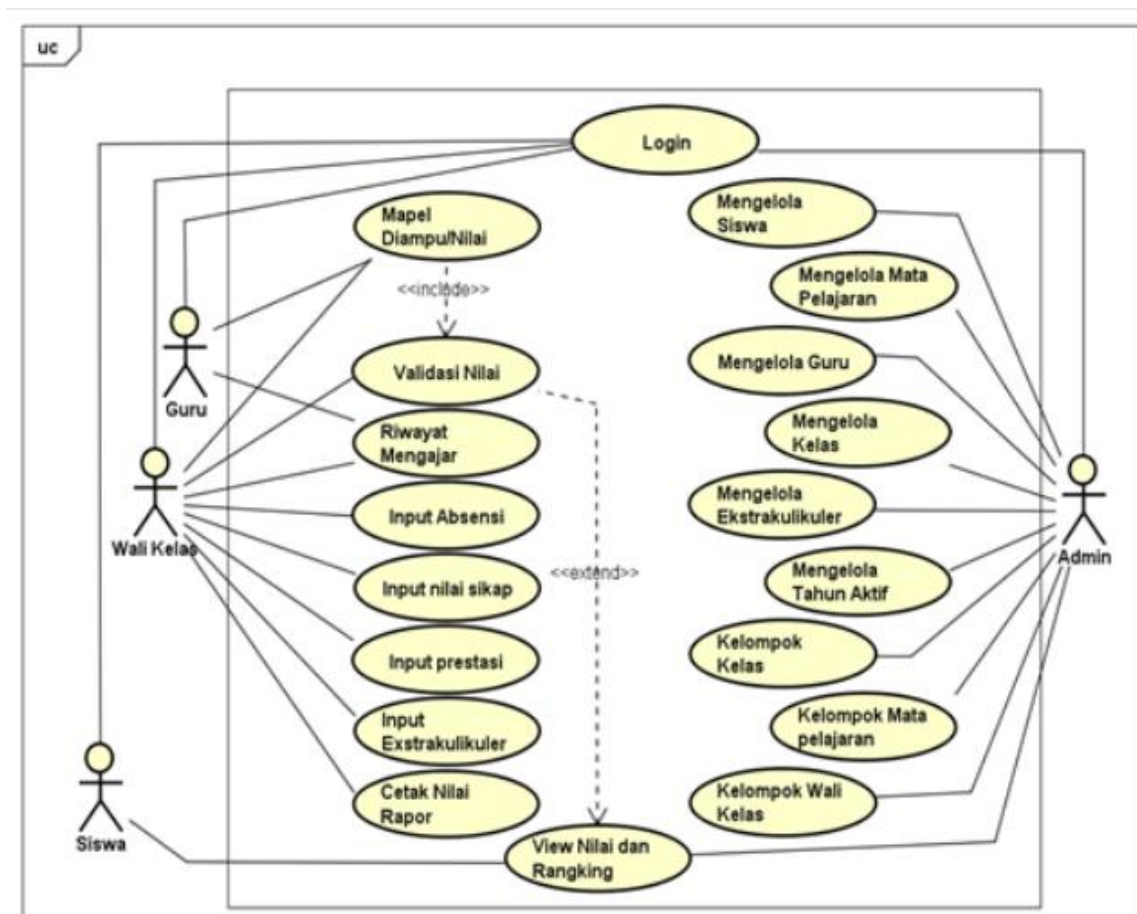 uc
Login
Mapel
Diampu/Nilai
<<include>>
Validasi Nilai
Riwayat
Mengajar
Input Absensi
Input nilai sikap
Input prestasi
Input
Exstrakulikuler
Cetak Nilai
Rapor
View Nilai dan
Rangking
<<extend>>
Mengelola
Siswa
Mengelola Mata
Pelajaran
Mengelola Guru
Mengelola
Kelas
Mengelola
Ekstrakulikuler
Mengelola
Tahun Aktif
Kelompok
Kelas
Kelompok Mata
pelajaran
Kelompok Wali
Kelas
Guru
Wali Kelas
Siswa
Admin